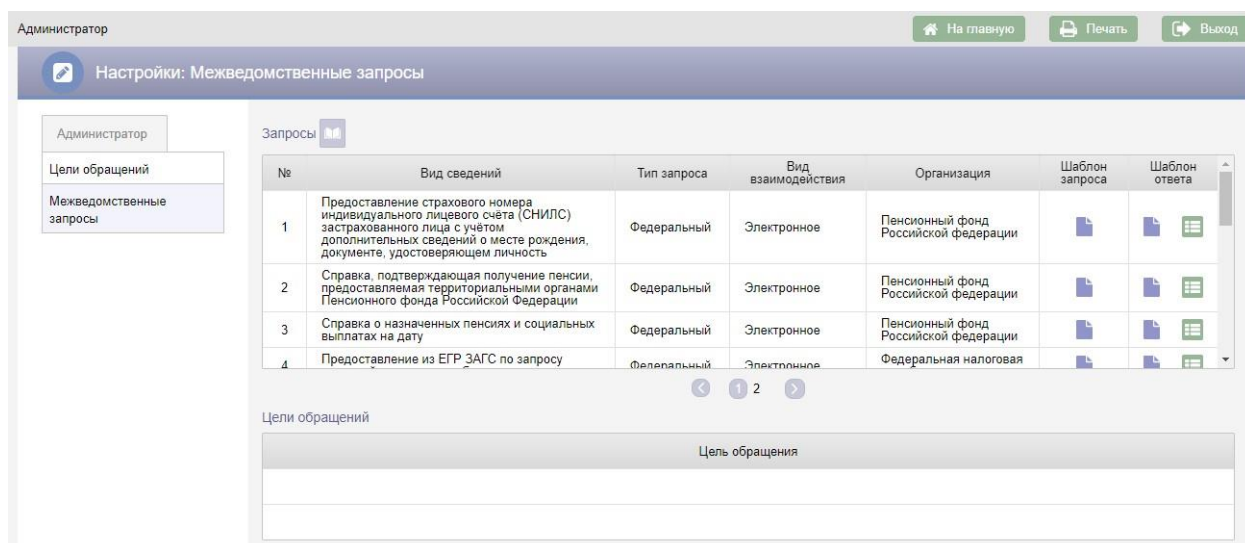 Администратор
На главную
Печать
Выход
Настройки: Межведомственные запросы
Администратор
Цели обращений
Межведомственные
запросы
Запросы
№
Вид сведений
Тип запроса
Вид
взаимодействия
Организация
Шаблон
запроса
Шаблон
ответа
1
Предоставление страхового номера
индивидуального лицевого счёта (СНИЛС)
застрахованного лица с учётом
дополнительных сведений о месте рождения,
документе, удостоверяющем личность
Федеральный
Электронное
Пенсионный фонд
Российской федерации
2
Справка, подтверждающая получение пенсии,
предоставляемая территориальными органами
Пенсионного фонда Российской Федерации
Федеральный
Электронное
Пенсионный фонд
Российской федерации
3
Справка о назначенных пенсиях и социальных
выплатах на дату
Федеральный
Электронное
Пенсионный фонд
Российской федерации
4
Предоставление из ЕГР ЗАГС по запросу
Федеральный
Электронное
Федеральная налоговая
1 2
Цели обращений
Цель обращения